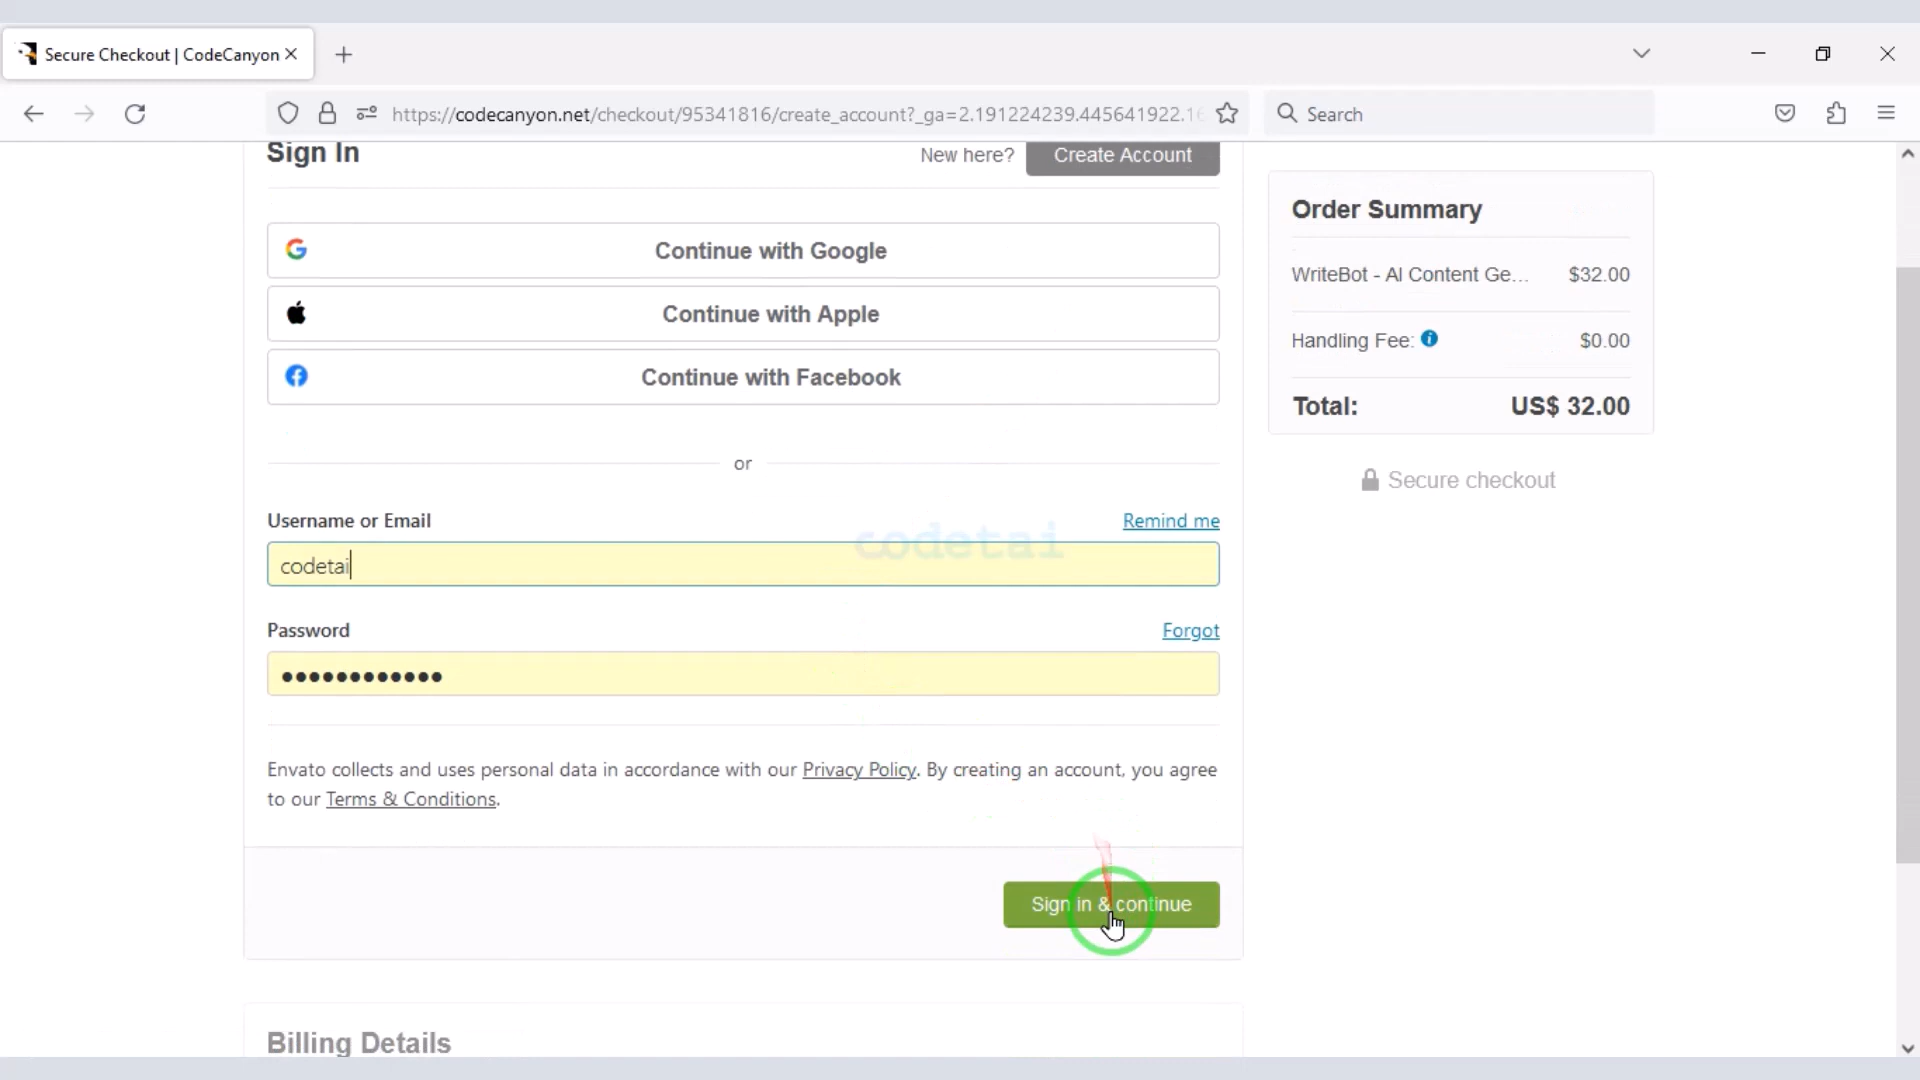 Secure Checkout | CodeCanyon
https://codecanyon.net/checkout/95341816/create_account?_ga=2.191224239.445641922.16
Search
Sign In
New here?
Create Account
Continue with Google
Continue with Apple
Continue with Facebook
or
Username or Email
Remind me
codetai
codetai
Password
Forgot
Envato collects and uses personal data in accordance with our Privacy Policy. By creating an account, you agree
to our Terms & Conditions.
Sign in & continue
Billing Details
Order Summary
WriteBot - AI Content Ge... $32.00
Handling Fee: $0.00
Total: US$ 32.00
Secure checkout